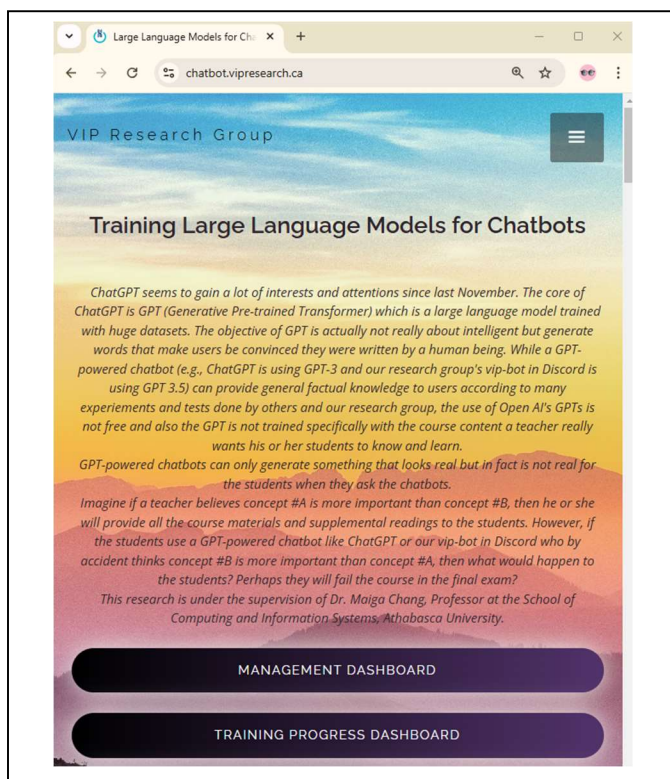 Large Language Models for Cha
chatbot.vipresearch.ca
VIP Research Group
Training Large Language Models for Chatbots
ChatGPT seems to gain a lot of interests and attentions since last November. The core of
ChatGPT is GPT (Generative Pre-trained Transformer) which is a large language model trained
with huge datasets. The objective of GPT is actually not really about intelligent but generate
words that make users be convinced they were written by a human being. While a GPT-
powered chatbot (e.g., ChatGPT is using GPT-3 and our research group's vip-bot in Discord is
using GPT 3.5) can provide general factual knowledge to users according to many
experiements and tests done by others and our research group, the use of Open AI's GPTs is
not free and also the GPT is not trained specifically with the course content a teacher really
wants his or her students to know and learn.
GPT-powered chatbots can only generate something that looks real but in fact is not real for
the students when they ask the chatbots.
Imagine if a teacher believes concept #A is more important than concept #B, then he or she
will provide all the course materials and supplemental readings to the students. However, if
the students use a GPT-powered chatbot like ChatGPT or our vip-bot in Discord who by
accident thinks concept #B is more important than concept #A, then what would happen to
the students? Perhaps they will fail the course in the final exam?
This research is under the supervision of Dr. Maiga Chang, Professor at the School of
Computing and Information Systems, Athabasca University.
MANAGEMENT DASHBOARD
TRAINING PROGRESS DASHBOARD